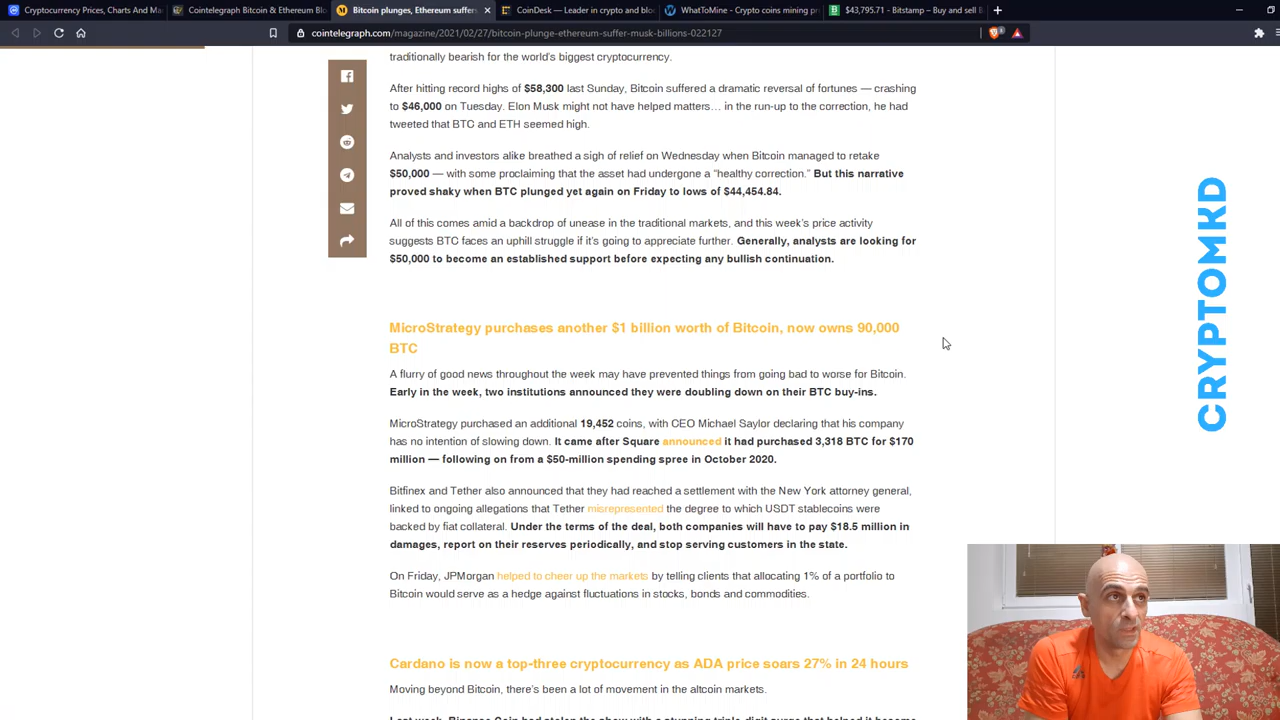 Cryptocurrency Prices, Charts And Ma
Cointelegraph Bitcoin & Ethereum Blo
Bitcoin plunges, Ethereum suffers
CoinDesk — Leader in crypto and bloc
WhatToMine - Crypto coins mining pr
$43,795.71 - Bitstamp – Buy and sell B
cointelegraph.com/magazine/2021/02/27/bitcoin-plunge-ethereum-suffer-musk-billions-022127
traditionally bearish for the world's biggest cryptocurrency.
After hitting record highs of $58,300 last Sunday, Bitcoin suffered a dramatic reversal of fortunes — crashing
to $46,000 on Tuesday. Elon Musk might not have helped matters… in the run-up to the correction, he had
tweeted that BTC and ETH seemed high.
Analysts and investors alike breathed a sigh of relief on Wednesday when Bitcoin managed to retake
$50,000 — with some proclaiming that the asset had undergone a “healthy correction.” But this narrative
proved shaky when BTC plunged yet again on Friday to lows of $44,454.84.
All of this comes amid a backdrop of unease in the traditional markets, and this week's price activity
suggests BTC faces an uphill struggle if it's going to appreciate further. Generally, analysts are looking for
$50,000 to become an established support before expecting any bullish continuation.
MicroStrategy purchases another $1 billion worth of Bitcoin, now owns 90,000
BTC
A flurry of good news throughout the week may have prevented things from going bad to worse for Bitcoin.
Early in the week, two institutions announced they were doubling down on their BTC buy-ins.
MicroStrategy purchased an additional 19,452 coins, with CEO Michael Saylor declaring that his company
has no intention of slowing down. It came after Square announced it had purchased 3,318 BTC for $170
million — following on from a $50-million spending spree in October 2020.
Bitfinex and Tether also announced that they had reached a settlement with the New York attorney general,
linked to ongoing allegations that Tether misrepresented the degree to which USDT stablecoins were
backed by fiat collateral. Under the terms of the deal, both companies will have to pay $18.5 million in
damages, report on their reserves periodically, and stop serving customers in the state.
On Friday, JPMorgan helped to cheer up the markets by telling clients that allocating 1% of a portfolio to
Bitcoin would serve as a hedge against fluctuations in stocks, bonds and commodities.
Cardano is now a top-three cryptocurrency as ADA price soars 27% in 24 hours
Moving beyond Bitcoin, there's been a lot of movement in the altcoin markets.
Last week, Binance Coin had stolen the show with a stunning triple-digit surge that helped it become
CRYPTOMKD